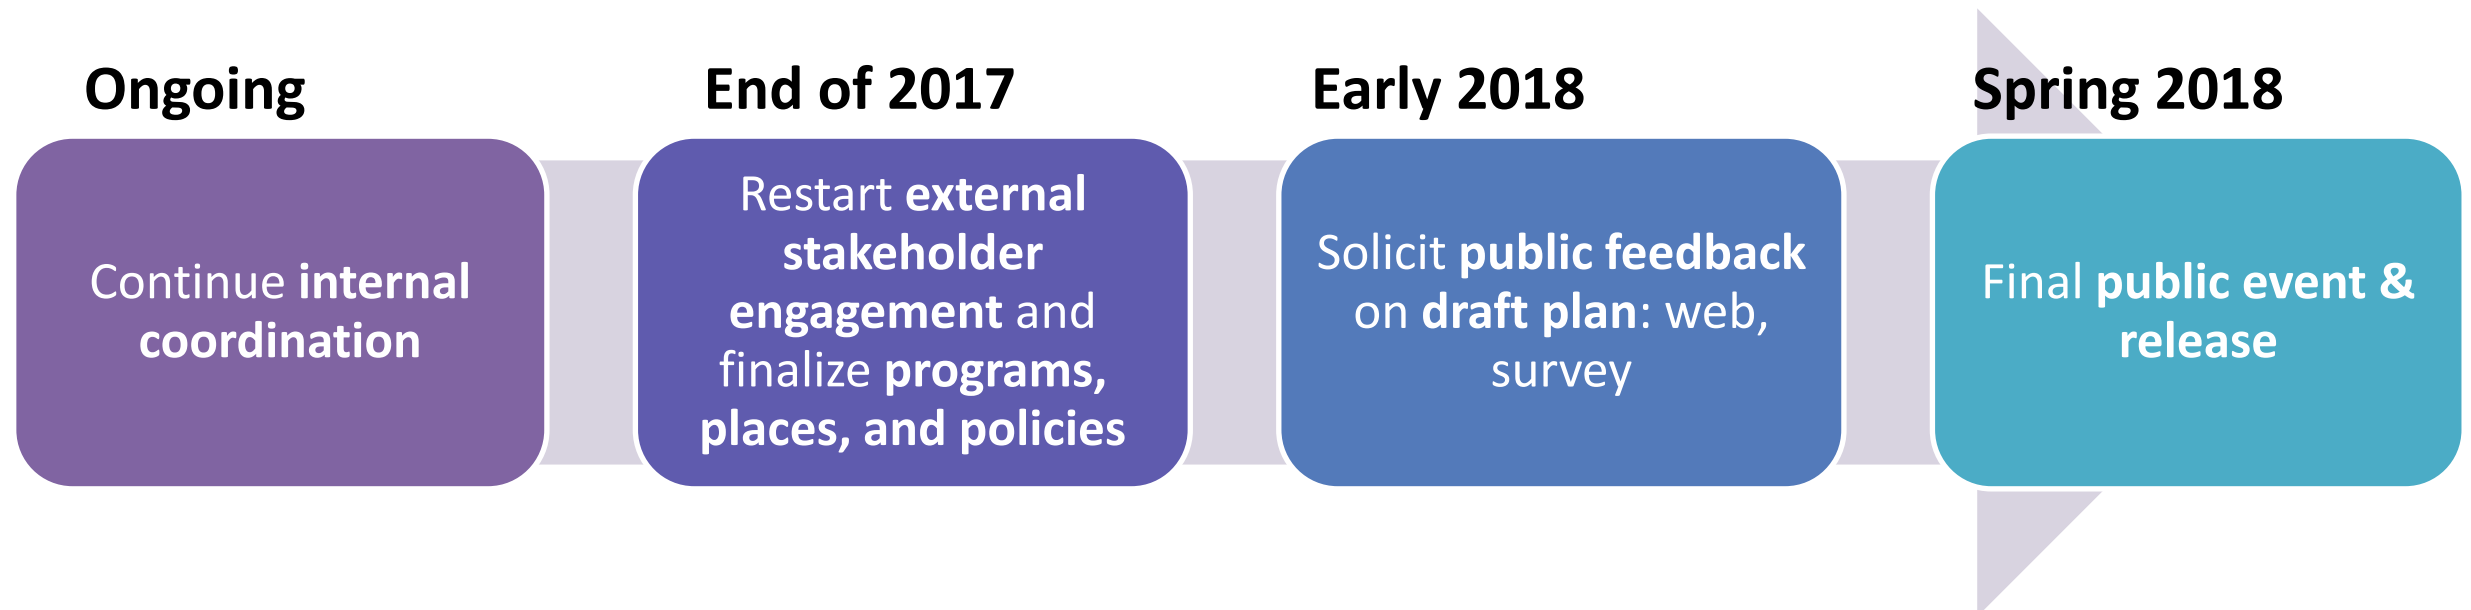 Ongoing
Continue internal
coordination
End of 2017
Restart external
stakeholder
engagement and
finalize programs,
places, and policies
Early 2018
Solicit public feedback
on draft plan: web,
survey
Spring 2018
Final public event &
release